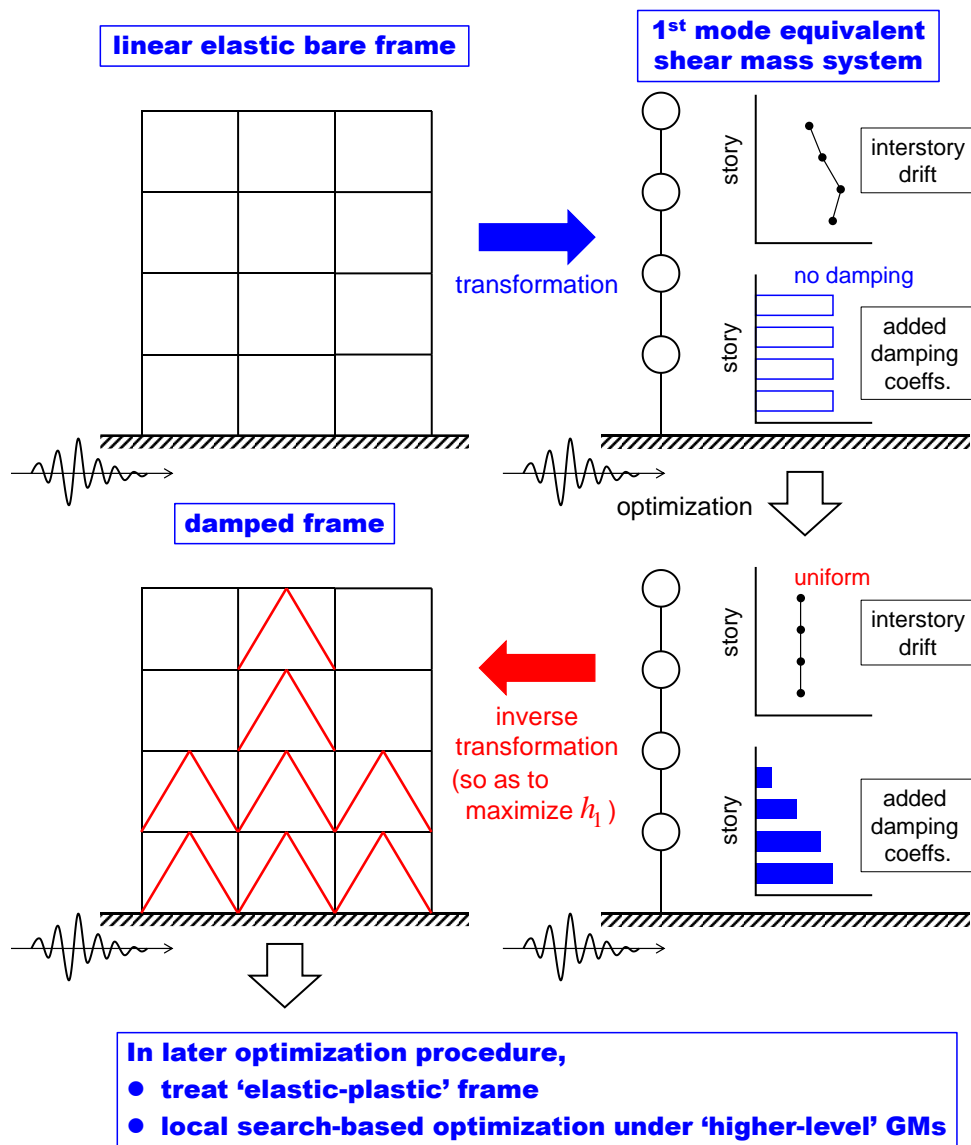 linear elastic bare frame
1st mode equivalent
shear mass system
story
interstory
drift
transformation
no damping
story
added
damping
coeffs.
optimization
damped frame
uniform
story
interstory
drift
inverse
transformation
(so as to
maximize h₁)
story
added
damping
coeffs.
In later optimization procedure,
● treat ‘elastic-plastic’ frame
● local search-based optimization under ‘higher-level’ GMs